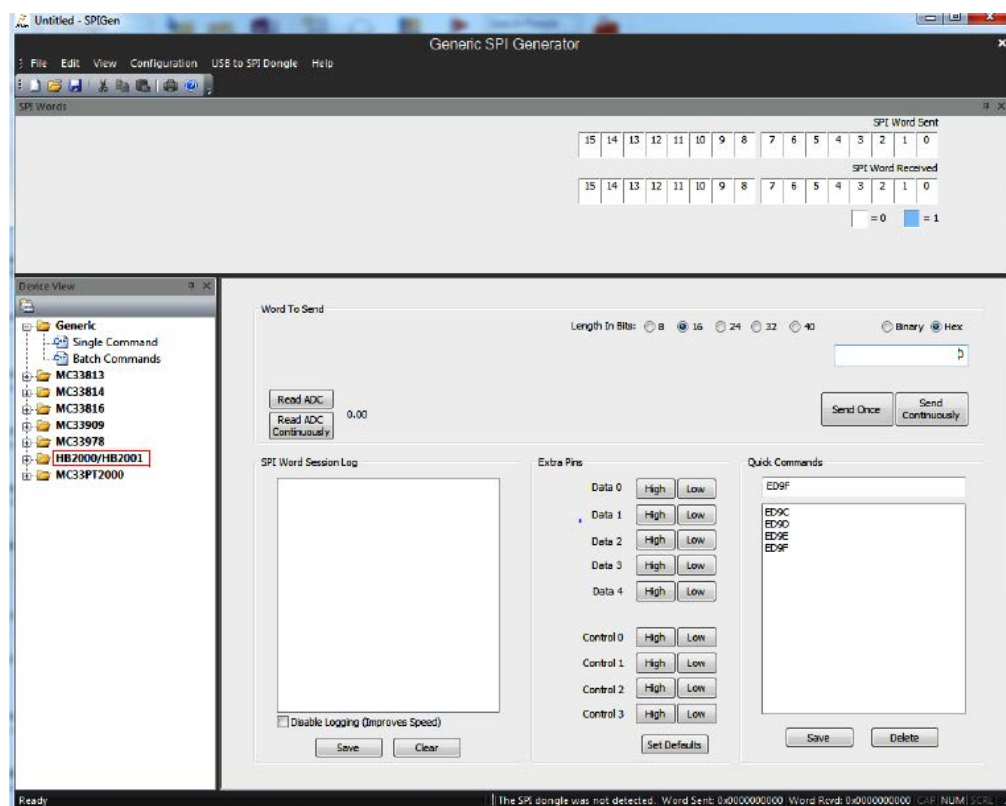 Untitled - SPIGen
Generic SPI Generator
File Edit View Configuration USB to SPI Dongle Help
SPI Words
SPI Word Sent
15 14 13 12 11 10 9 8 7 6 5 4 3 2 1 0
SPI Word Received
15 14 13 12 11 10 9 8 7 6 5 4 3 2 1 0
= 0 = 1
Device View
Generic
Single Command
Batch Commands
MC33813
MC33814
MC33816
MC33909
MC33978
HB2000/HB2001
MC33PT2000
Word To Send
Length In Bits: 8 16 24 32 40 Binary Hex
Read ADC
Read ADC Continuously
0.00
Send Once
Send Continuously
SPI Word Session Log
Disable Logging (Improves Speed)
Save Clear
Extra Pins
Data 0 High Low
Data 1 High Low
Data 2 High Low
Data 3 High Low
Data 4 High Low
Control 0 High Low
Control 1 High Low
Control 2 High Low
Control 3 High Low
Set Defaults
Quick Commands
ED9F
ED9C
ED9D
ED9E
ED9F
Save Delete
Ready
The SPI dongle was not detected. Word Sent: 0x0000000000 Word Rcvd: 0x0000000000 CAP NUM SCRL